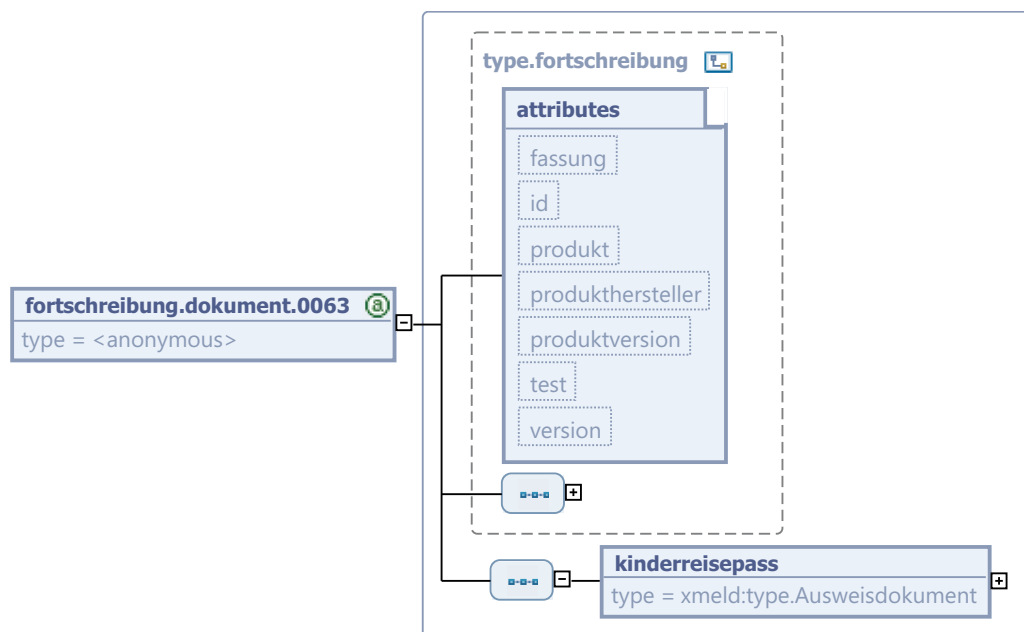 type.fortschreibung
attributes
fassung
id
produkt
produkthersteller
produktversion
test
version
fortschreibung.dokument.0063
type = <anonymous>
kinderreisepass
type = xmeld:type.Ausweisdokument